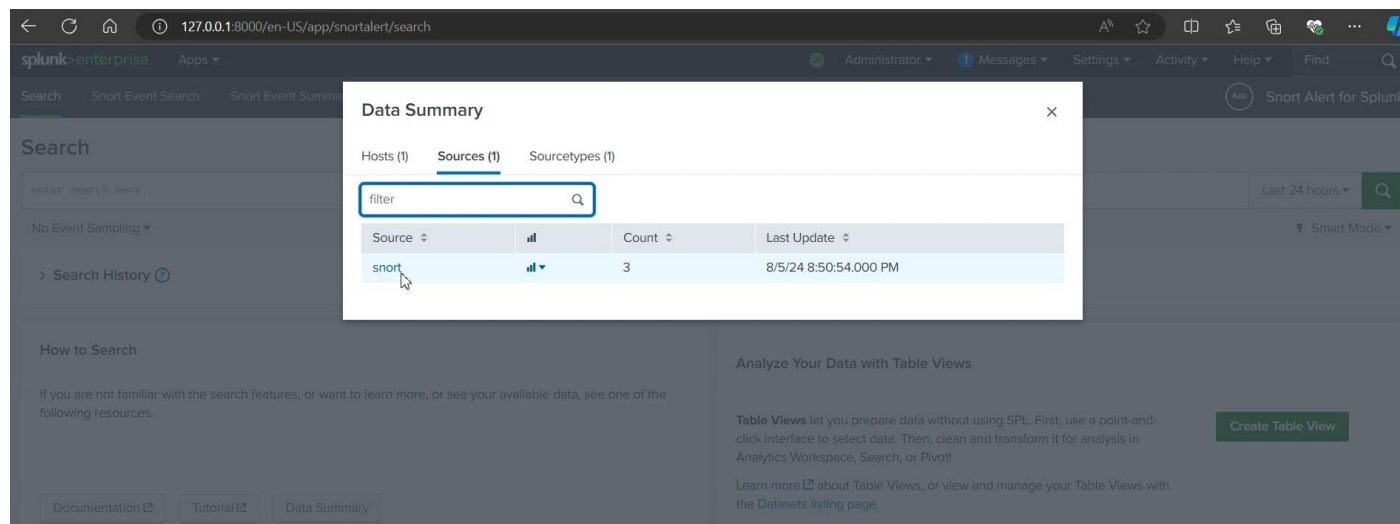 127.0.0.1:8000/en-US/app/snortalert/search
splunk>enterprise Apps Administrator 1 Messages Settings Activity Help Find
Search Snort Event Search Snort Event Summa App Snort Alert for Splunk
Data Summary
Hosts (1) Sources (1) Sourcetypes (1)
Search
filter
enter search here... Last 24 hours
Source Count Last Update
No Event Sampling Smart Mode
snort 3 8/5/24 8:50:54.000 PM
> Search History ?
How to Search
If you are not familiar with the search features, or want to learn more, or see your available data, see one of the
following resources.
Documentation Tutorial Data Summary
Analyze Your Data with Table Views
Table Views let you prepare data without using SPL. First, use a point-and-
click interface to select data. Then, clean and transform it for analysis in
Analytics Workspace, Search, or Pivot!
Create Table View
Learn more about Table Views, or view and manage your Table Views with
the Datasets listing page.